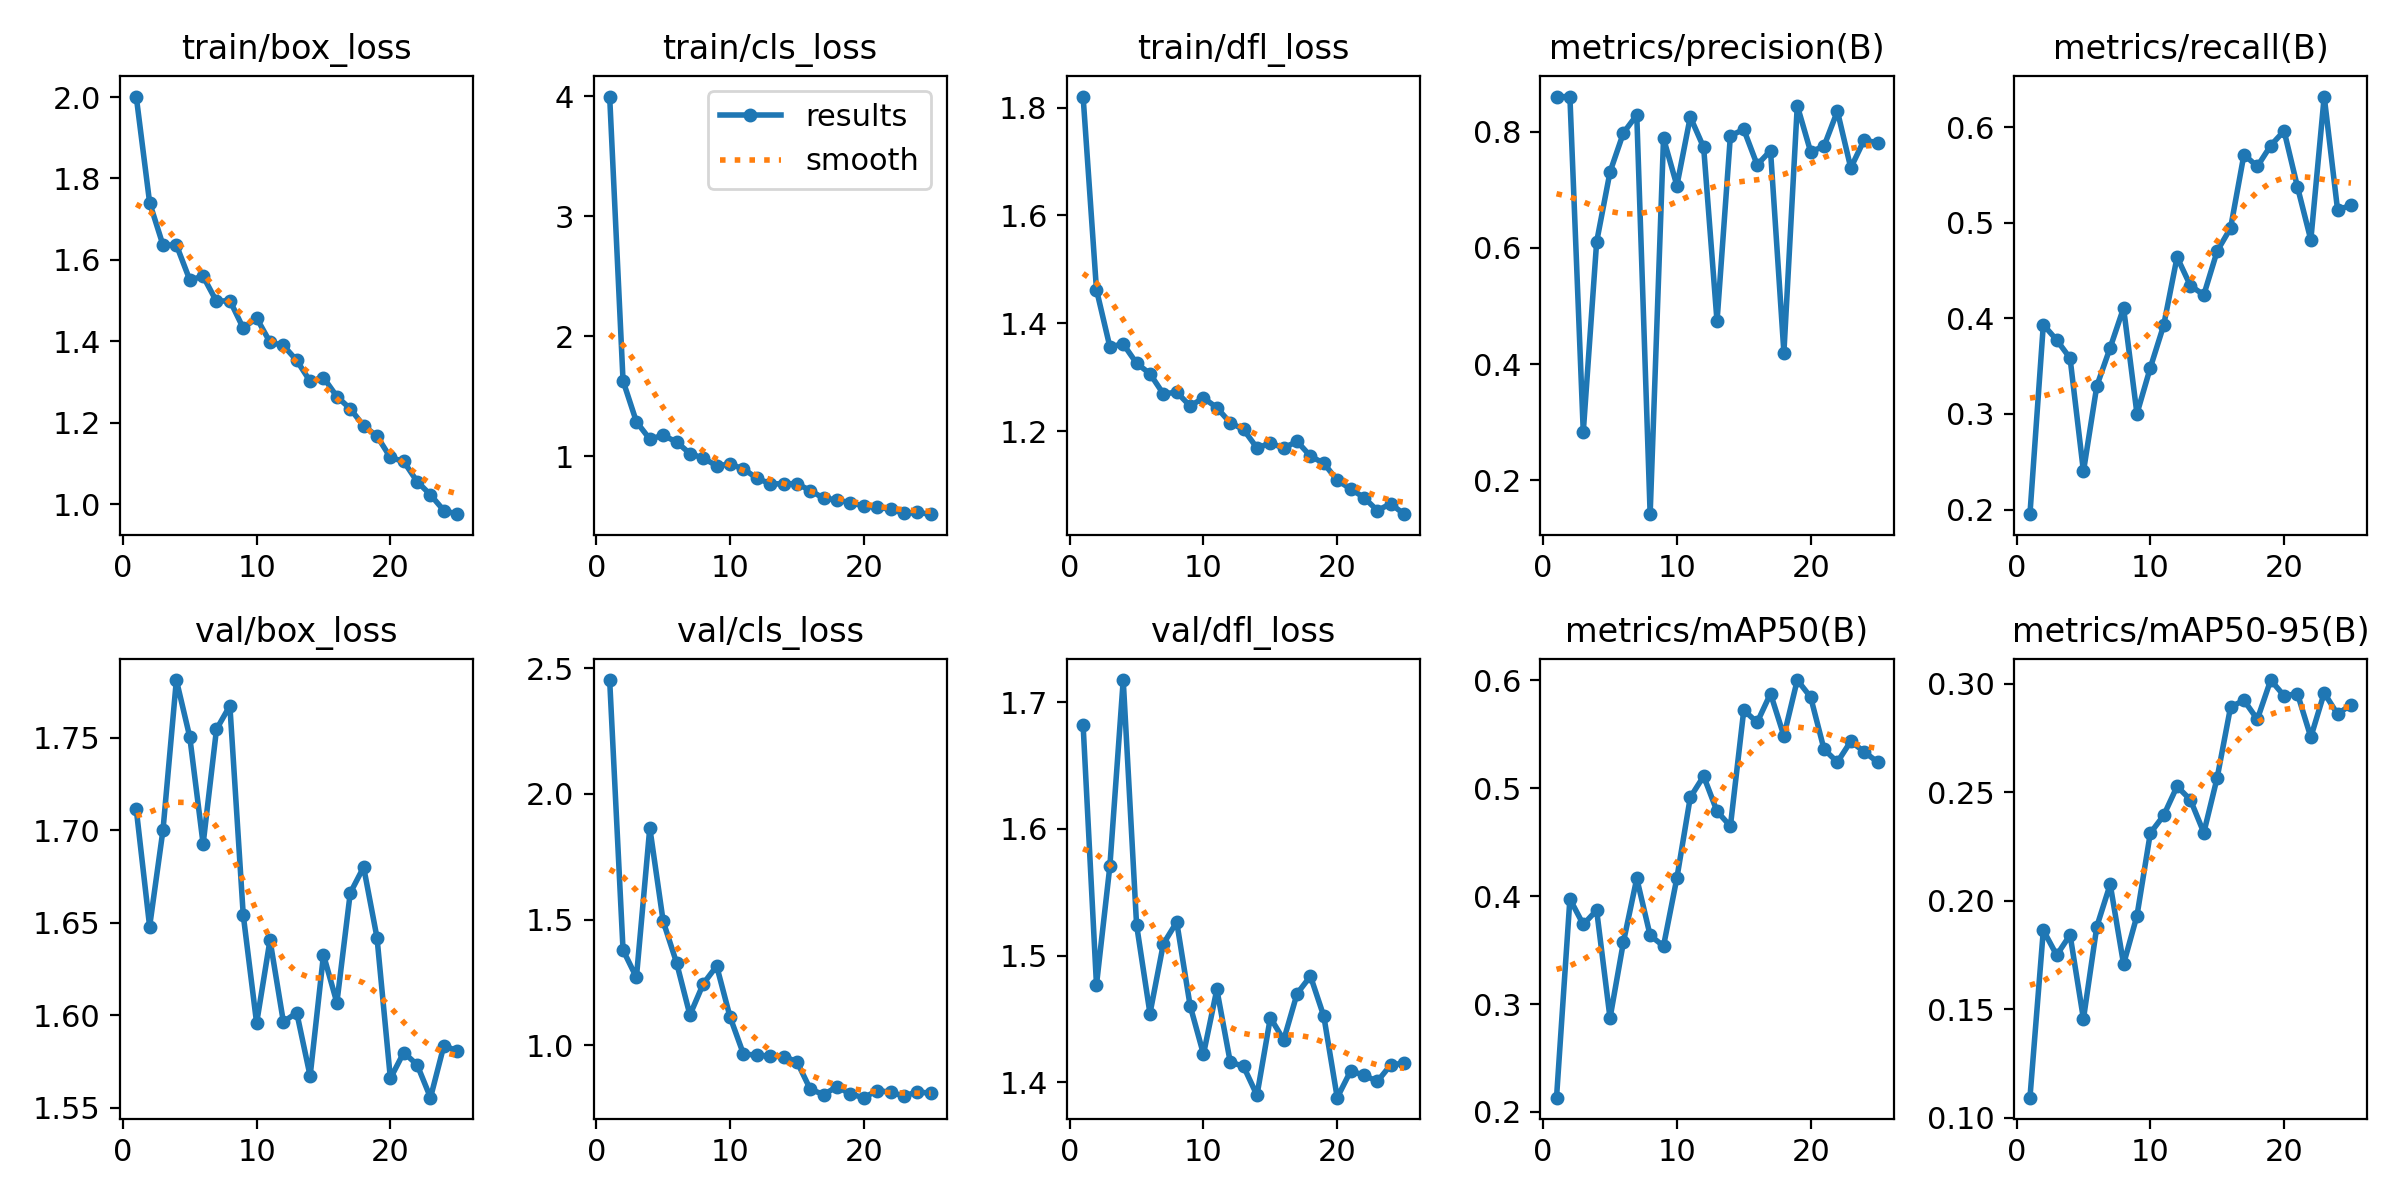 train/box_loss
2.0
1.8
1.6
1.4
1.2
1.0
0 10 20
train/cls_loss
results
smooth
4
3
2
1
0 10 20
train/dfl_loss
1.8
1.6
1.4
1.2
0 10 20
metrics/precision(B)
0.8
0.6
0.4
0.2
0 10 20
metrics/recall(B)
0.6
0.5
0.4
0.3
0.2
0 10 20
val/box_loss
1.75
1.70
1.65
1.60
1.55
0 10 20
val/cls_loss
2.5
2.0
1.5
1.0
0 10 20
val/dfl_loss
1.7
1.6
1.5
1.4
0 10 20
metrics/mAP50(B)
0.6
0.5
0.4
0.3
0.2
0 10 20
metrics/mAP50-95(B)
0.30
0.25
0.20
0.15
0.10
0 10 20